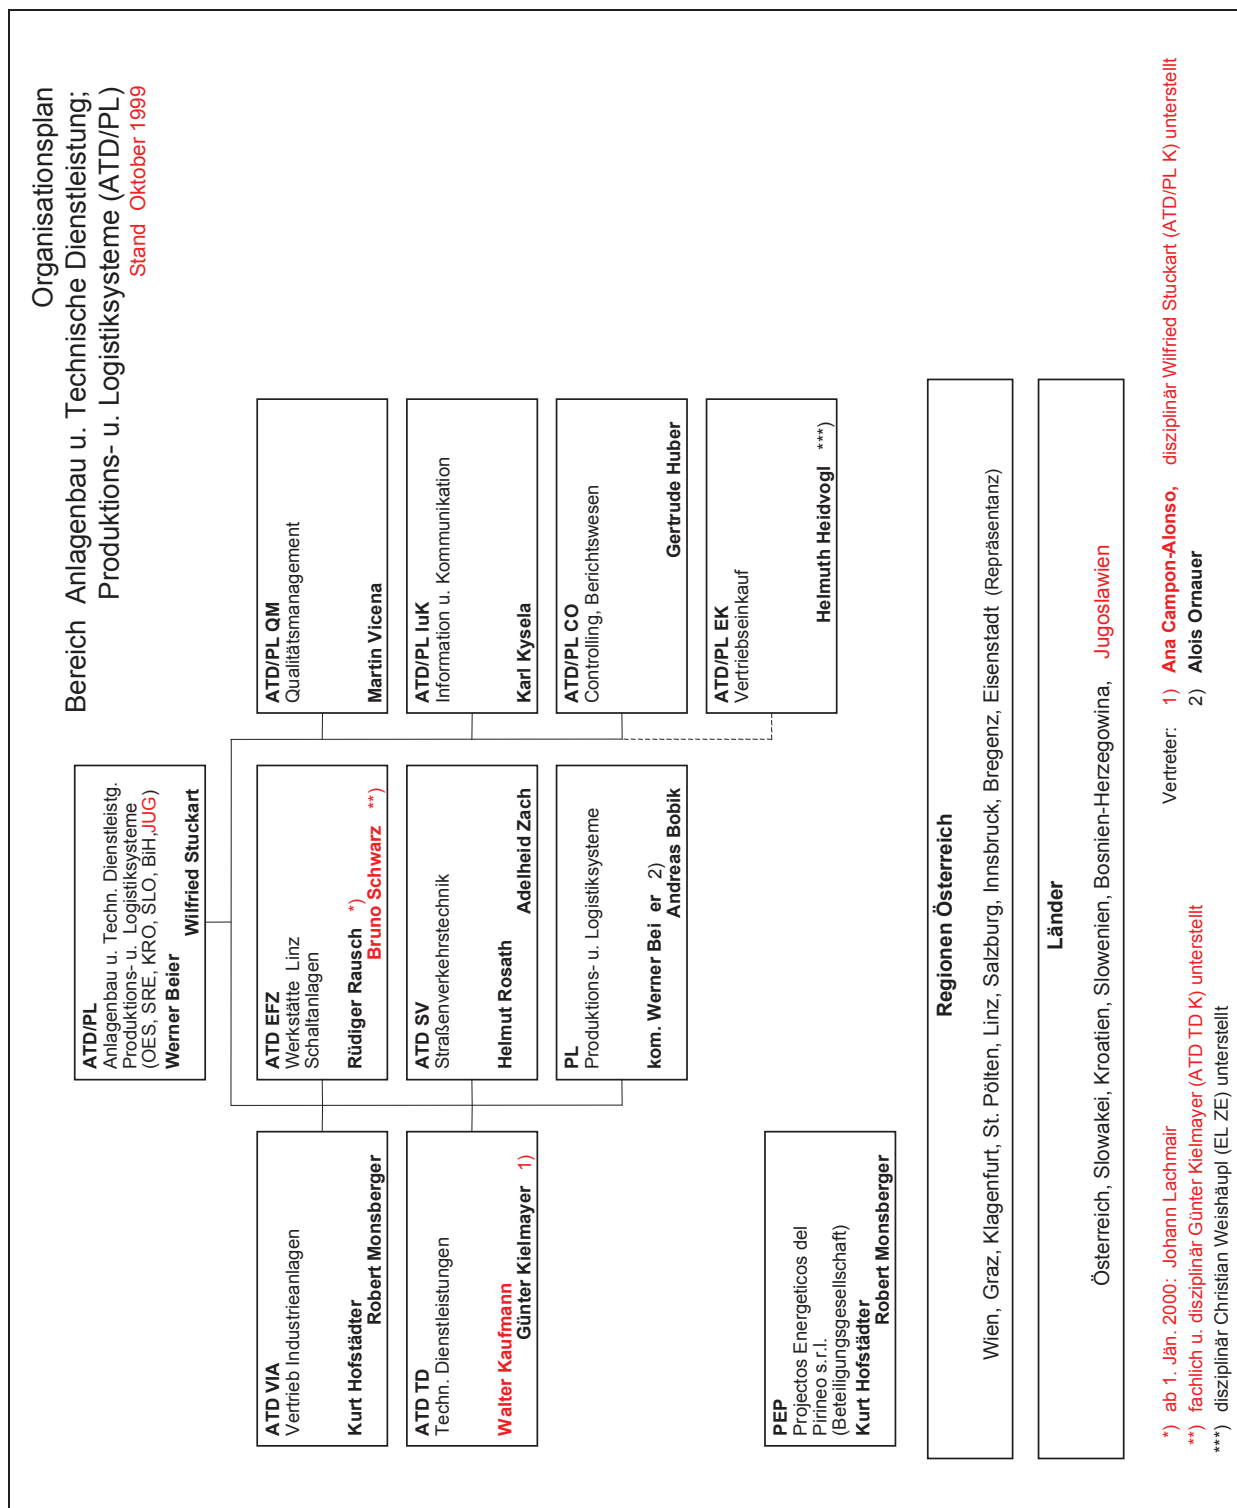 Organisationsplan
Bereich Anlagenbau u. Technische Dienstleistung;
Produktions- u. Logistiksysteme (ATD/PL)
Stand Oktober 1999
ATD/PL
Anlagenbau u. Techn. Dienstleistg.
Produktions- u. Logistiksysteme
(OES, SRE, KRO, SLO, BiH,JUG)
Werner Beier
Wilfried Stuckart
ATD VIA
Vertrieb Industrieanlagen
Kurt Hofstädter
Robert Monsberger
ATD EFZ
Werkstätte Linz
Schaltanlagen
Rüdiger Rausch *)
Bruno Schwarz **)
ATD/PL QM
Qualitätsmanagement
Martin Vicena
ATD TD
Techn. Dienstleistungen
Walter Kaufmann
Günter Kielmayer 1)
ATD SV
Straßenverkehrstechnik
Helmut Rosath
Adelheid Zach
ATD/PL IuK
Information u. Kommunikation
Karl Kysela
PL
Produktions- u. Logistiksysteme
kom. Werner Bei er 2)
Andreas Bobik
ATD/PL CO
Controlling, Berichtswesen
Gertrude Huber
ATD/PL EK
Vertriebseinkauf
Helmuth Heidvogl ***)
PEP
Projectos Energeticos del
Pirineo s.r.l.
(Beteiligungsgesellschaft)
Kurt Hofstädter
Robert Monsberger
Regionen Österreich
Wien, Graz, Klagenfurt, St. Pölten, Linz, Salzburg, Innsbruck, Bregenz, Eisenstadt (Repräsentanz)
Länder
Österreich, Slowakei, Kroatien, Slowenien, Bosnien-Herzegowina, Jugoslawien
*) ab 1. Jän. 2000: Johann Lachmair
**) fachlich u. disziplinär Günter Kielmayer (ATD TD K) unterstellt
***) disziplinär Christian Weishäupl (EL ZE) unterstellt
Vertreter: 1) Ana Campon-Alonso, disziplinär Wilfried Stuckart (ATD/PL K) unterstellt
2) Alois Ornauer